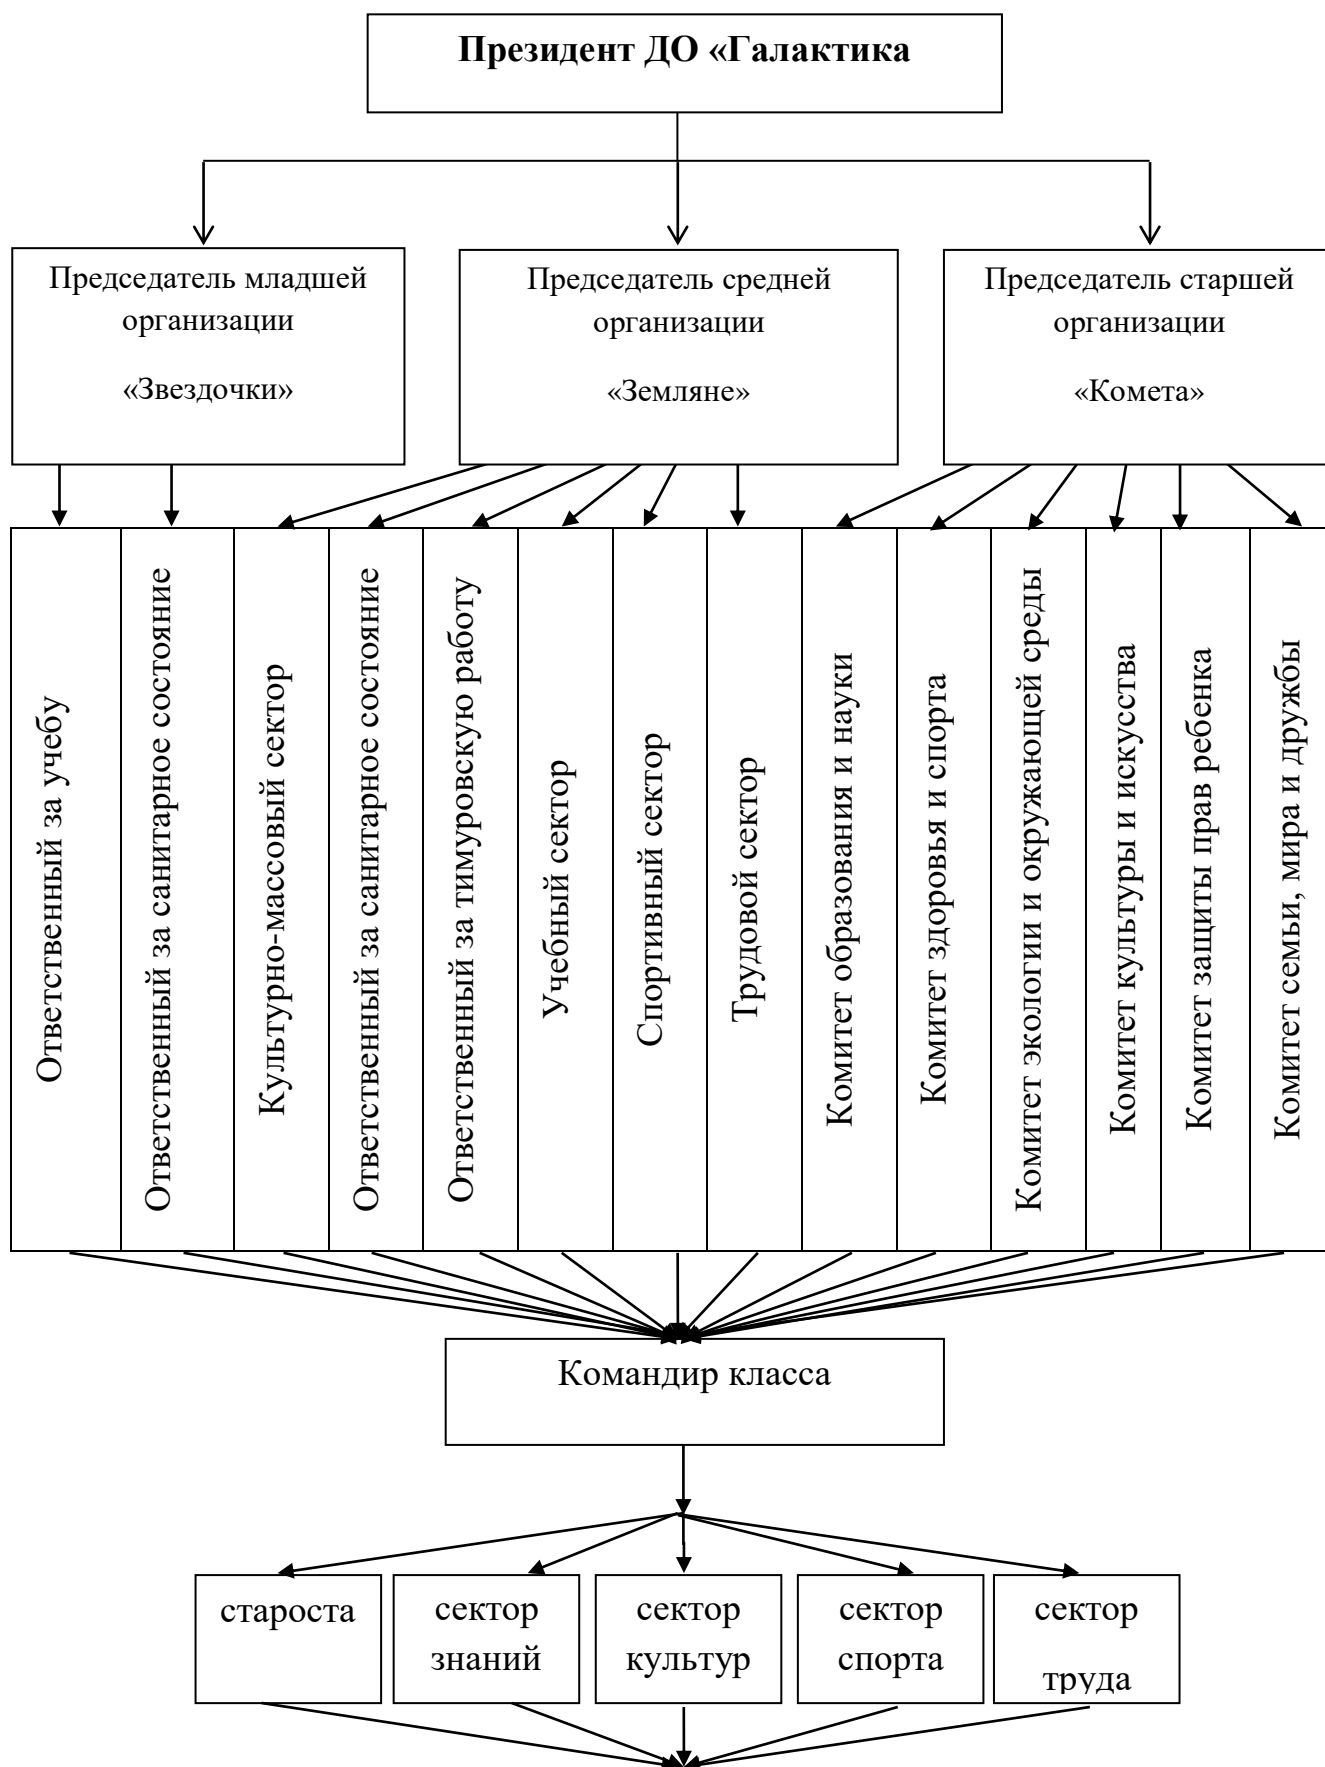 Президент ДО «Галактика
Председатель младшей
организации
«Звездочки»
Председатель средней
организации
«Земляне»
Председатель старшей
организации
«Комета»
Ответственный за учебу
Ответственный за санитарное состояние
Культурно-массовый сектор
Ответственный за санитарное состояние
Ответственный за тимуровскую работу
Учебный сектор
Спортивный сектор
Трудовой сектор
Комитет образования и науки
Комитет здоровья и спорта
Комитет экологии и окружающей среды
Комитет культуры и искусства
Комитет защиты прав ребенка
Комитет семьи, мира и дружбы
Командир класса
староста
сектор
знаний
сектор
культур
сектор
спорта
сектор
труда